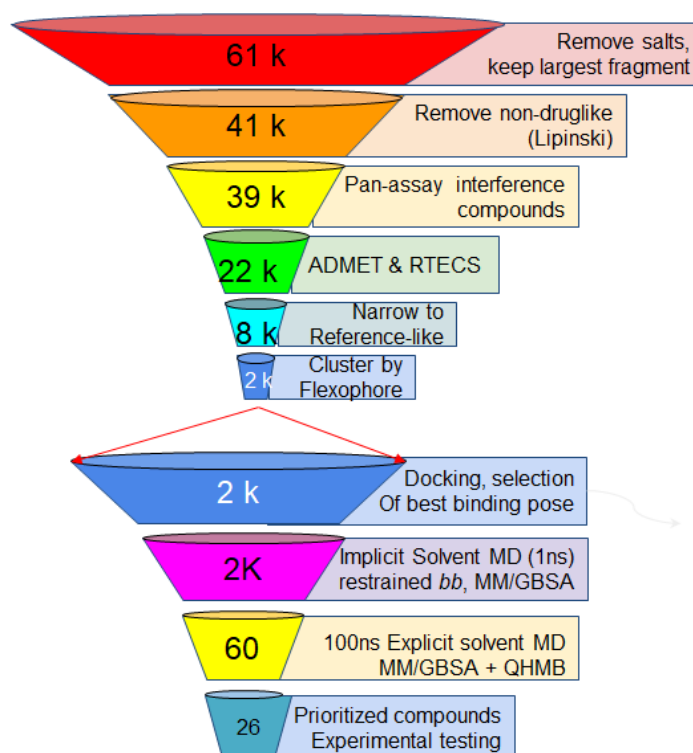 61 k
Remove salts,
keep largest fragment
41 k
Remove non-druglike
(Lipinski)
39 k
Pan-assay interference
compounds
22 k
ADMET & RTECS
8 k
Narrow to
Reference-like
2 k
Cluster by
Flexophore
2 k
Docking, selection
Of best binding pose
2K
Implicit Solvent MD (1ns)
restrained bb, MM/GBSA
60
100ns Explicit solvent MD
MM/GBSA + QHMB
26
Prioritized compounds
Experimental testing